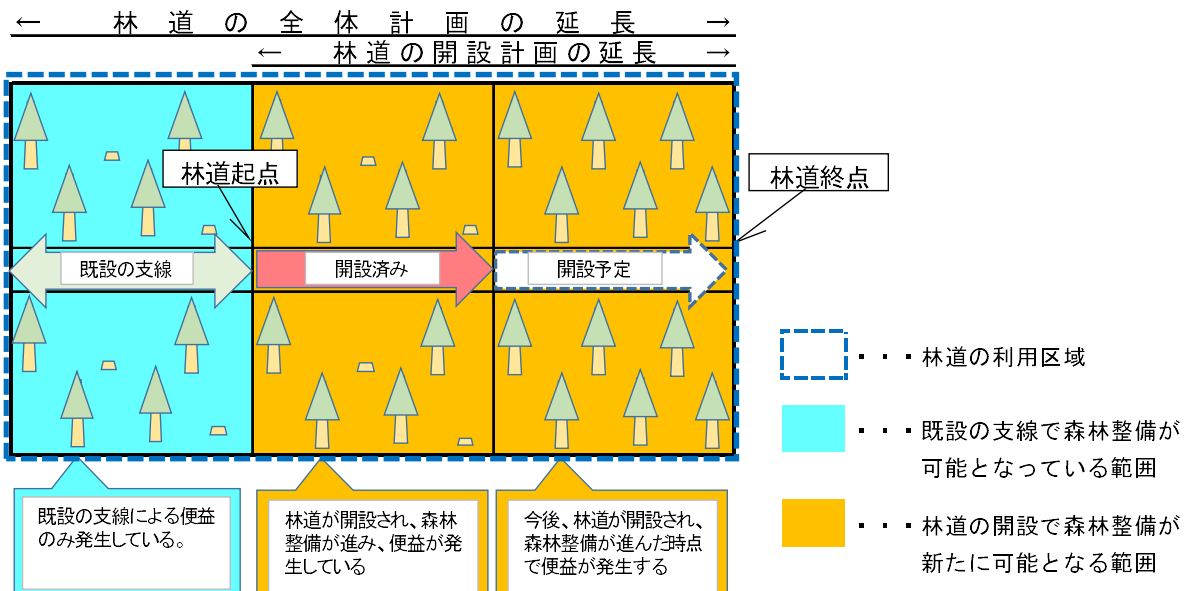 ← 林道の全体計画の延長 →
← 林道の開設計画の延長 →
林道起点
林道終点
既設の支線
開設済み
開設予定
・・・林道の利用区域
・・・既設の支線で森林整備が
可能となっている範囲
・・・林道の開設で森林整備が
新たに可能となる範囲
既設の支線による便益
のみ発生している。
林道が開設され、森林
整備が進み、便益が発
生している
今後、林道が開設され、
森林整備が進んだ時点
で便益が発生する